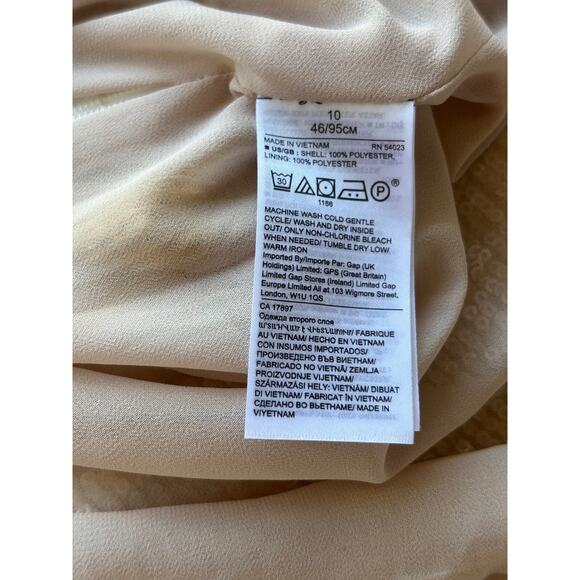 10
46/95CM
MADE IN VIETNAM RN 54023
■ US/GB : SHELL: 100% POLYESTER,
LINING: 100% POLYESTER
30 P ®
1166
MACHINE WASH COLD GENTLE
CYCLE/ WASH AND DRY INSIDE
OUT/ ONLY NON-CHLORINE BLEACH
WHEN NEEDED/ TUMBLE DRY LOW/
WARM IRON
Imported By/Importe Par: Gap (UK
Holdings) Limited: GPS (Great Britain)
Limited Gap Stores (Ireland) Limited Gap
Europe Limited All at 103 Wigmore Street,
London, W1U 1QS
CA 17897
Одежда второго слоя
FABRIQUE
AU VIETNAM/ HECHO EN VIETNAM
CON INSUMOS IMPORTADOS/
ПРОИЗВЕДЕНО ВЪВ ВИЕТНАМ/
FABRICADO NO VIETNÃ/ ZEMLJA
PROIZVODNJE VIJETNAM/
SZÁRMAZÁSI HELY: VIETNÁM/ DIBUAT
DI VIETNAM/ FABRICAT ÎN VIETNAM/
СДЕЛАНО ВО ВЬЕТНАМЕ/ MADE IN
VIYETNAM